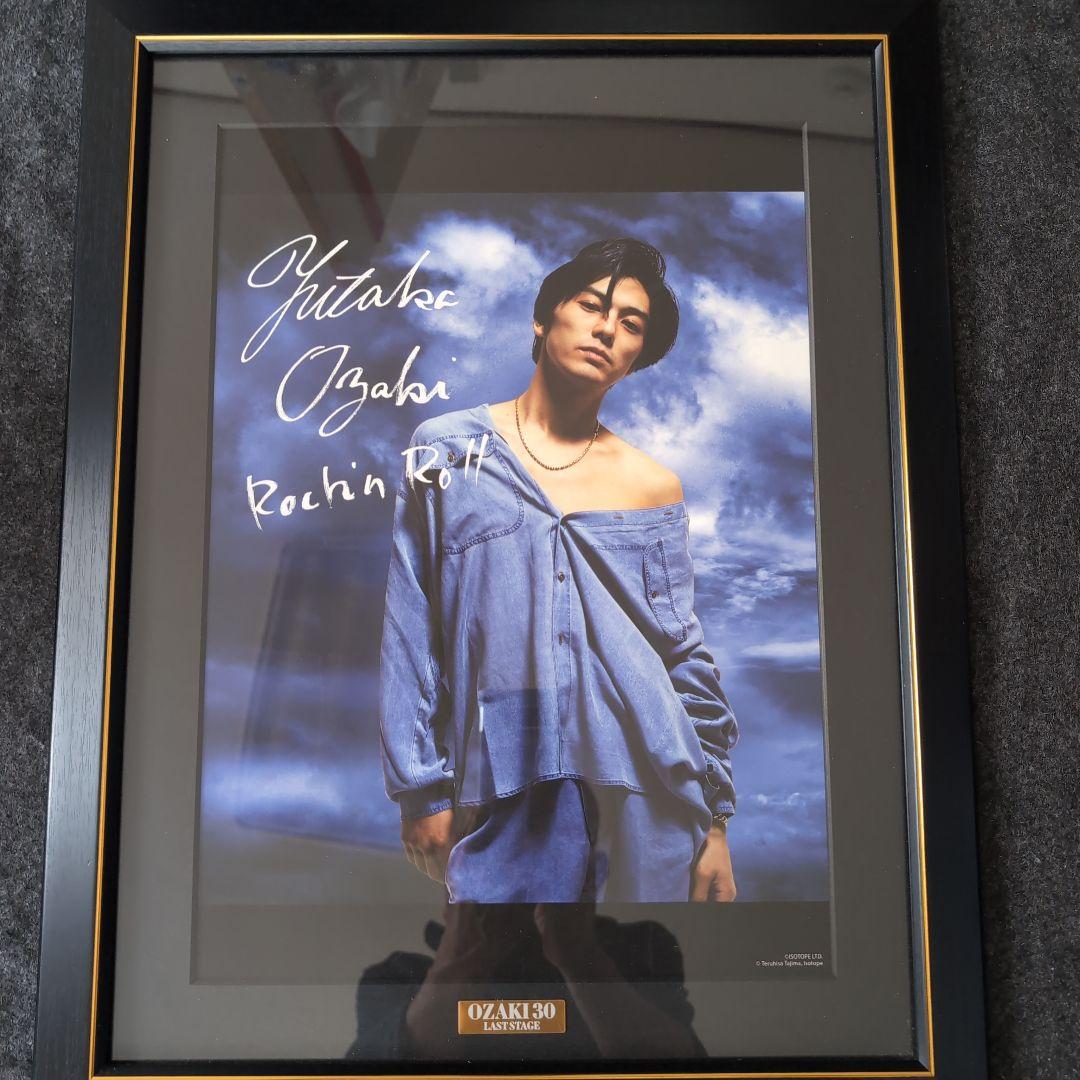 Yutaka
Ozaki
Rock'n Roll
©ISOTOPE LTD.
© Teruhisa Tajima, Isotope
OZAKI 30
LAST STAGE